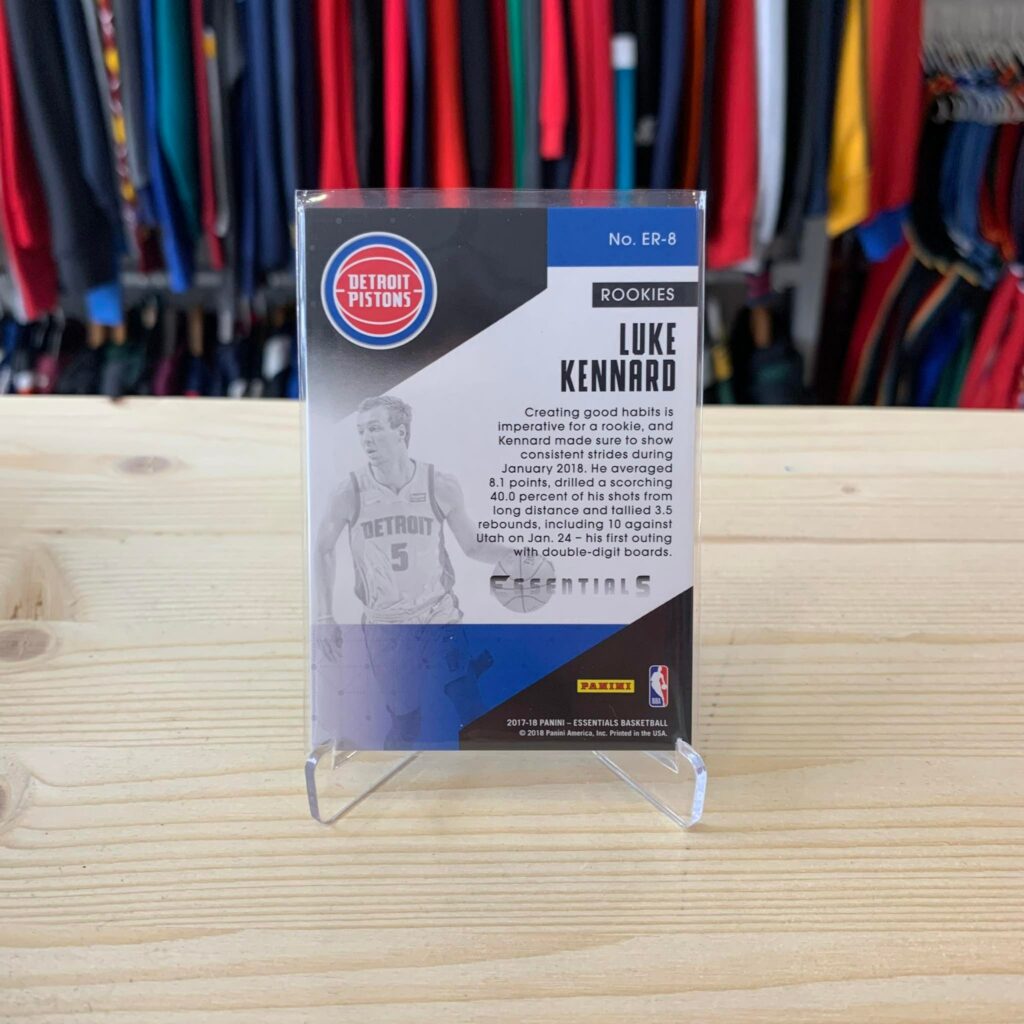 DETROIT
PISTONS
No. ER-8
ROOKIES
LUKE
KENNARD
Creating good habits is
imperative for a rookie, and
Kennard made sure to show
consistent strides during
January 2018. He averaged
8.1 points, drilled a scorching
40.0 percent of his shots from
long distance and tallied 3.5
rebounds, including 10 against
Utah on Jan. 24 – his first outing
with double-digit boards.
DETROIT
5
ESSENTIALS
PANINI
NBA
2017-18 PANINI – ESSENTIALS BASKETBALL
© 2018 Panini America, Inc. Printed in the USA.